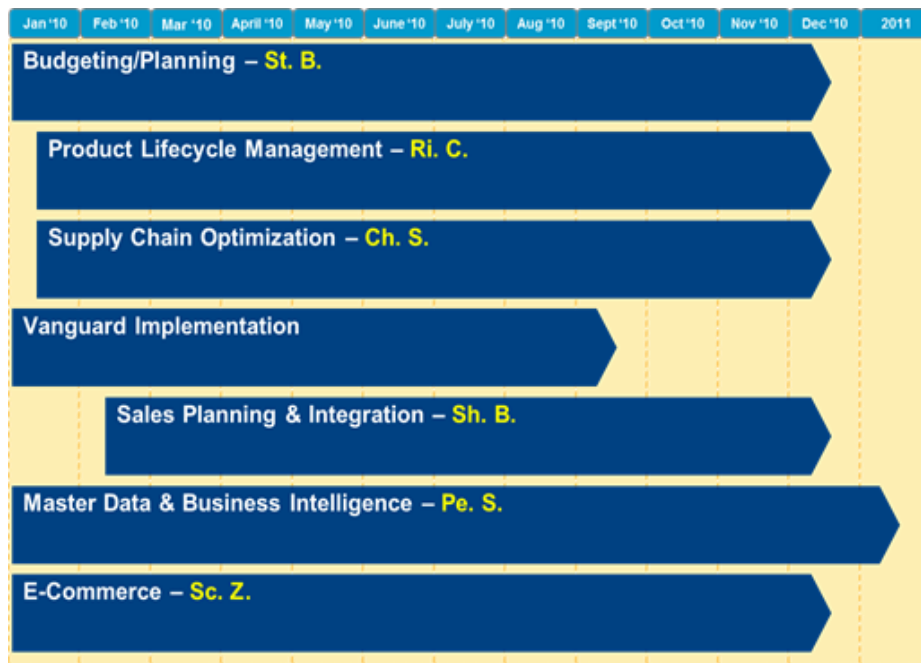 Jan ‘10 Feb ‘10 Mar ‘10 April ‘10 May ‘10 June ‘10 July ‘10 Aug ‘10 Sept ‘10 Oct ‘10 Nov ‘10 Dec ‘10 2011
Budgeting/Planning – St. B.
Product Lifecycle Management – Ri. C.
Supply Chain Optimization – Ch. S.
Vanguard Implementation
Sales Planning & Integration – Sh. B.
Master Data & Business Intelligence – Pe. S.
E-Commerce – Sc. Z.